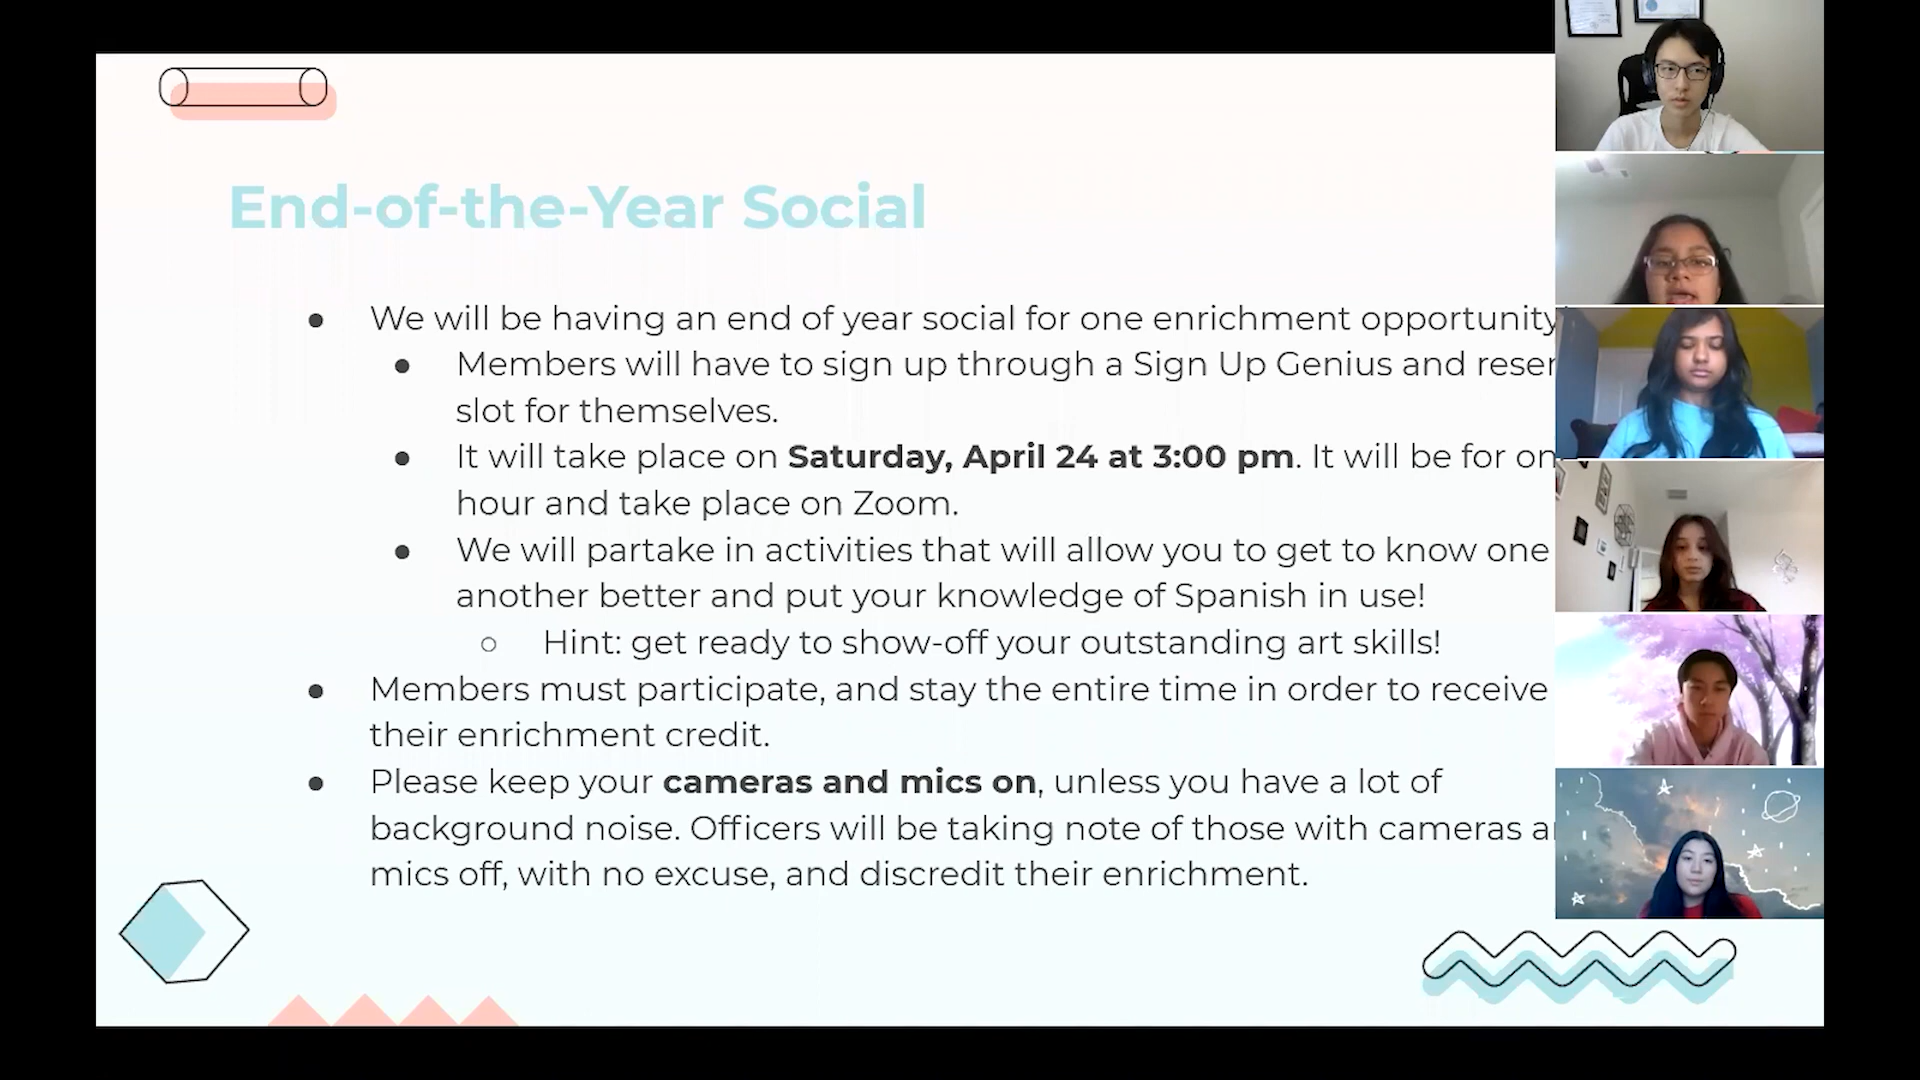 End-of-the-Year Social
● We will be having an end of year social for one enrichment opportunity
● Members will have to sign up through a Sign Up Genius and
slot for themselves.
● It will take place on Saturday, April 24 at 3:00 pm. It will be for
hour and take place on Zoom.
● We will partake in activities that will allow you to get to know one
another better and put your knowledge of Spanish in use!
○ Hint: get ready to show-off your outstanding art skills!
● Members must participate, and stay the entire time in order to receive
their enrichment credit.
● Please keep your cameras and mics on, unless you have a lot of
background noise. Officers will be taking note of those with cameras
mics off, with no excuse, and discredit their enrichment.